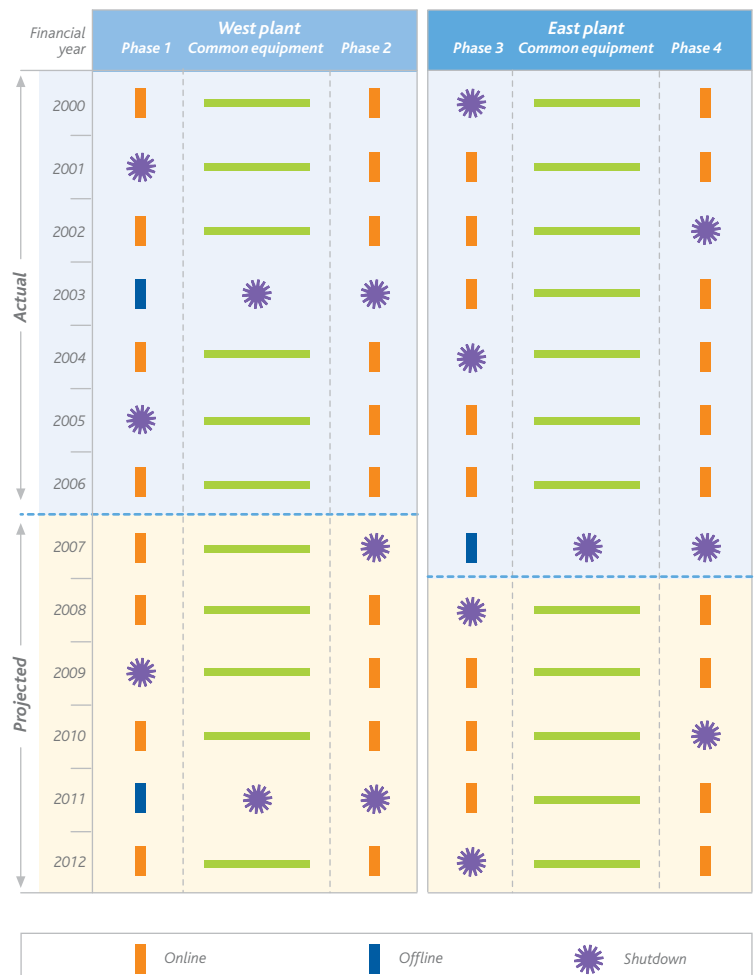 Financial year
West plant
Phase 1 Common equipment Phase 2
East plant
Phase 3 Common equipment Phase 4
Actual
2000
2001
2002
2003
2004
2005
2006
Projected
2007
2008
2009
2010
2011
2012
Online Offline Shutdown